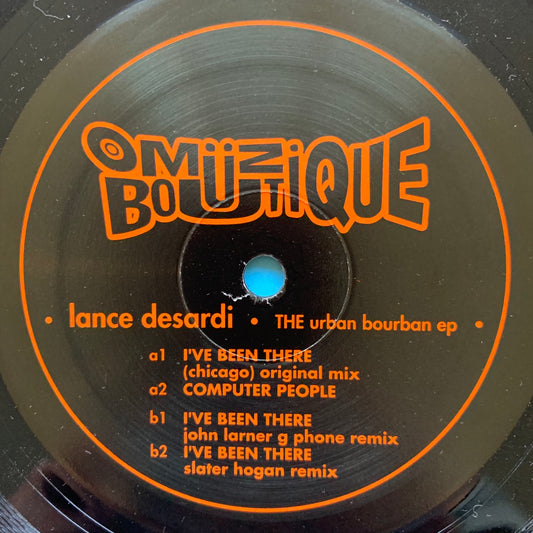 OMÜZIQUE
BOUTIQUE
• lance desardi • THE urban bourban ep •
a1 I'VE BEEN THERE
(chicago) original mix
a2 COMPUTER PEOPLE
b1 I'VE BEEN THERE
john larner g phone remix
b2 I'VE BEEN THERE
slater hogan remix